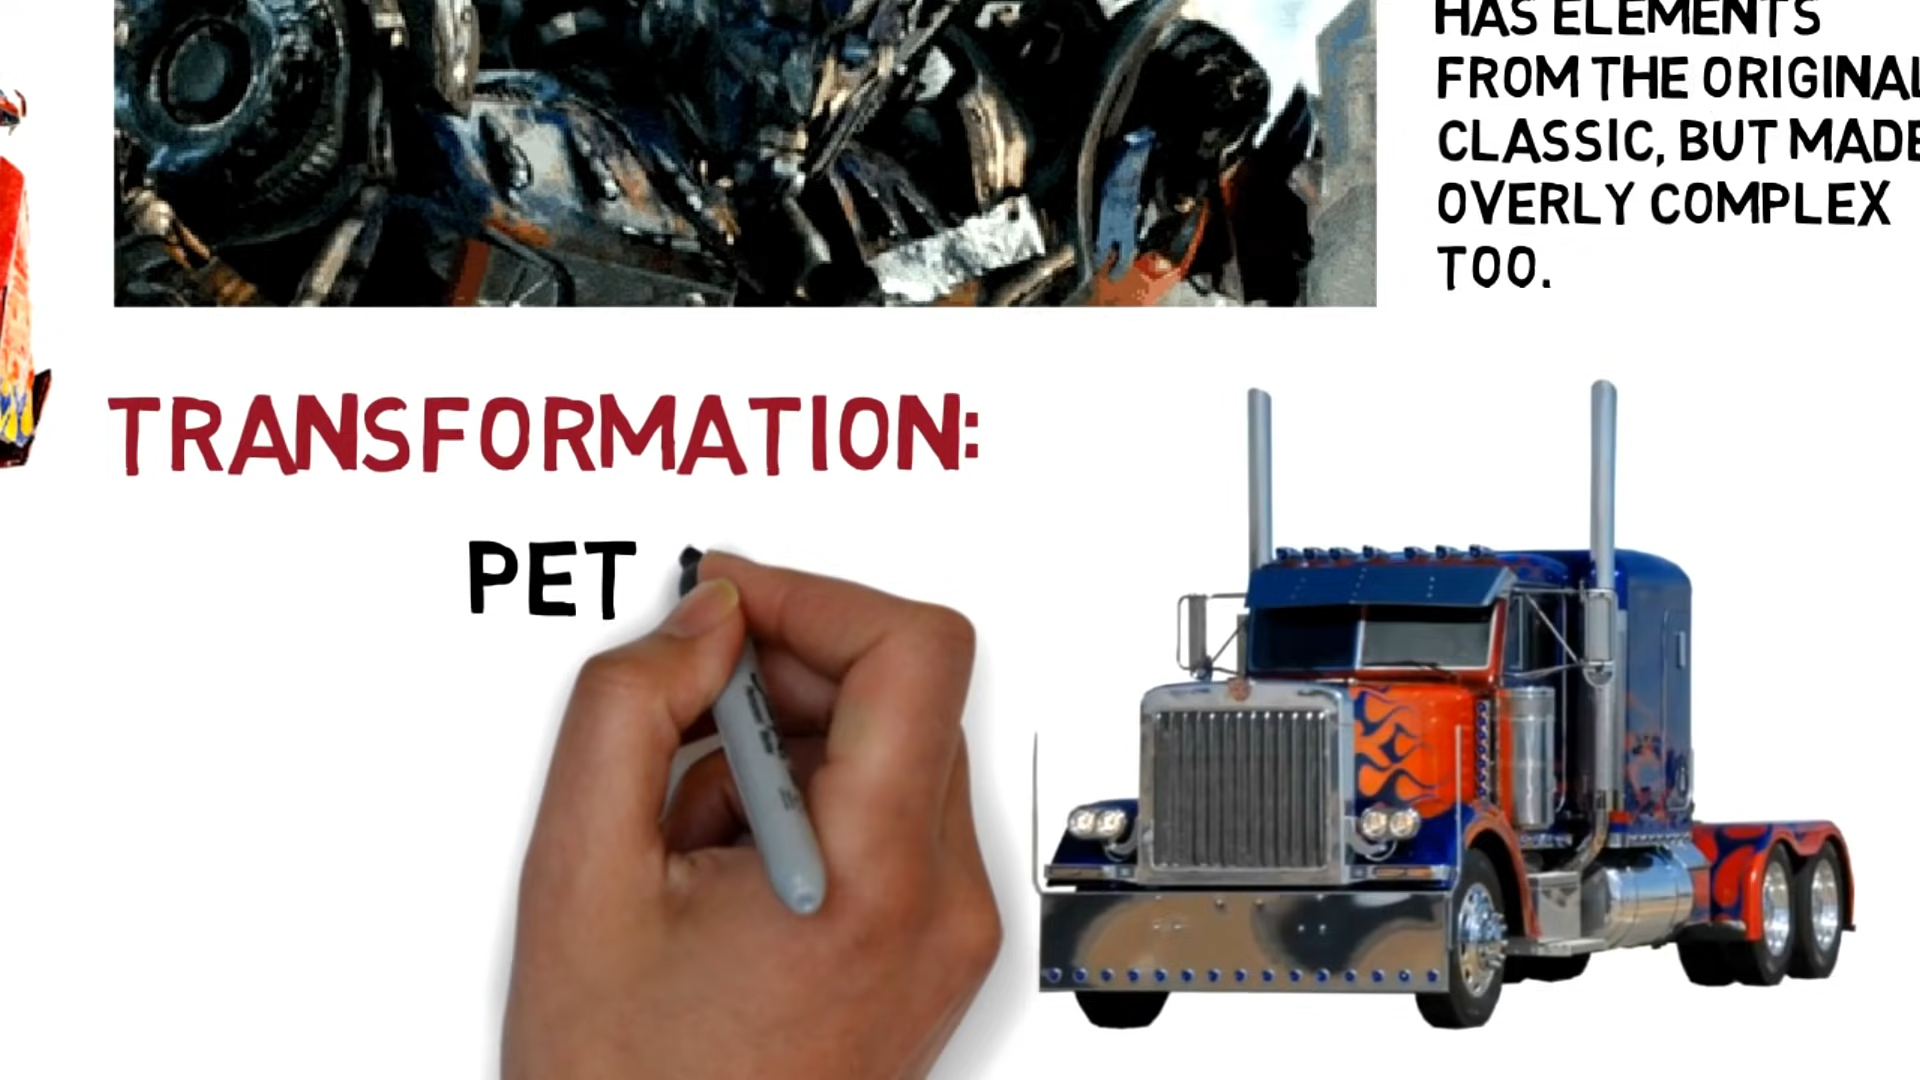 HAS ELEMENTS
FROM THE ORIGINAL
CLASSIC, BUT MADE
OVERLY COMPLEX
TOO.
TRANSFORMATION:
PET